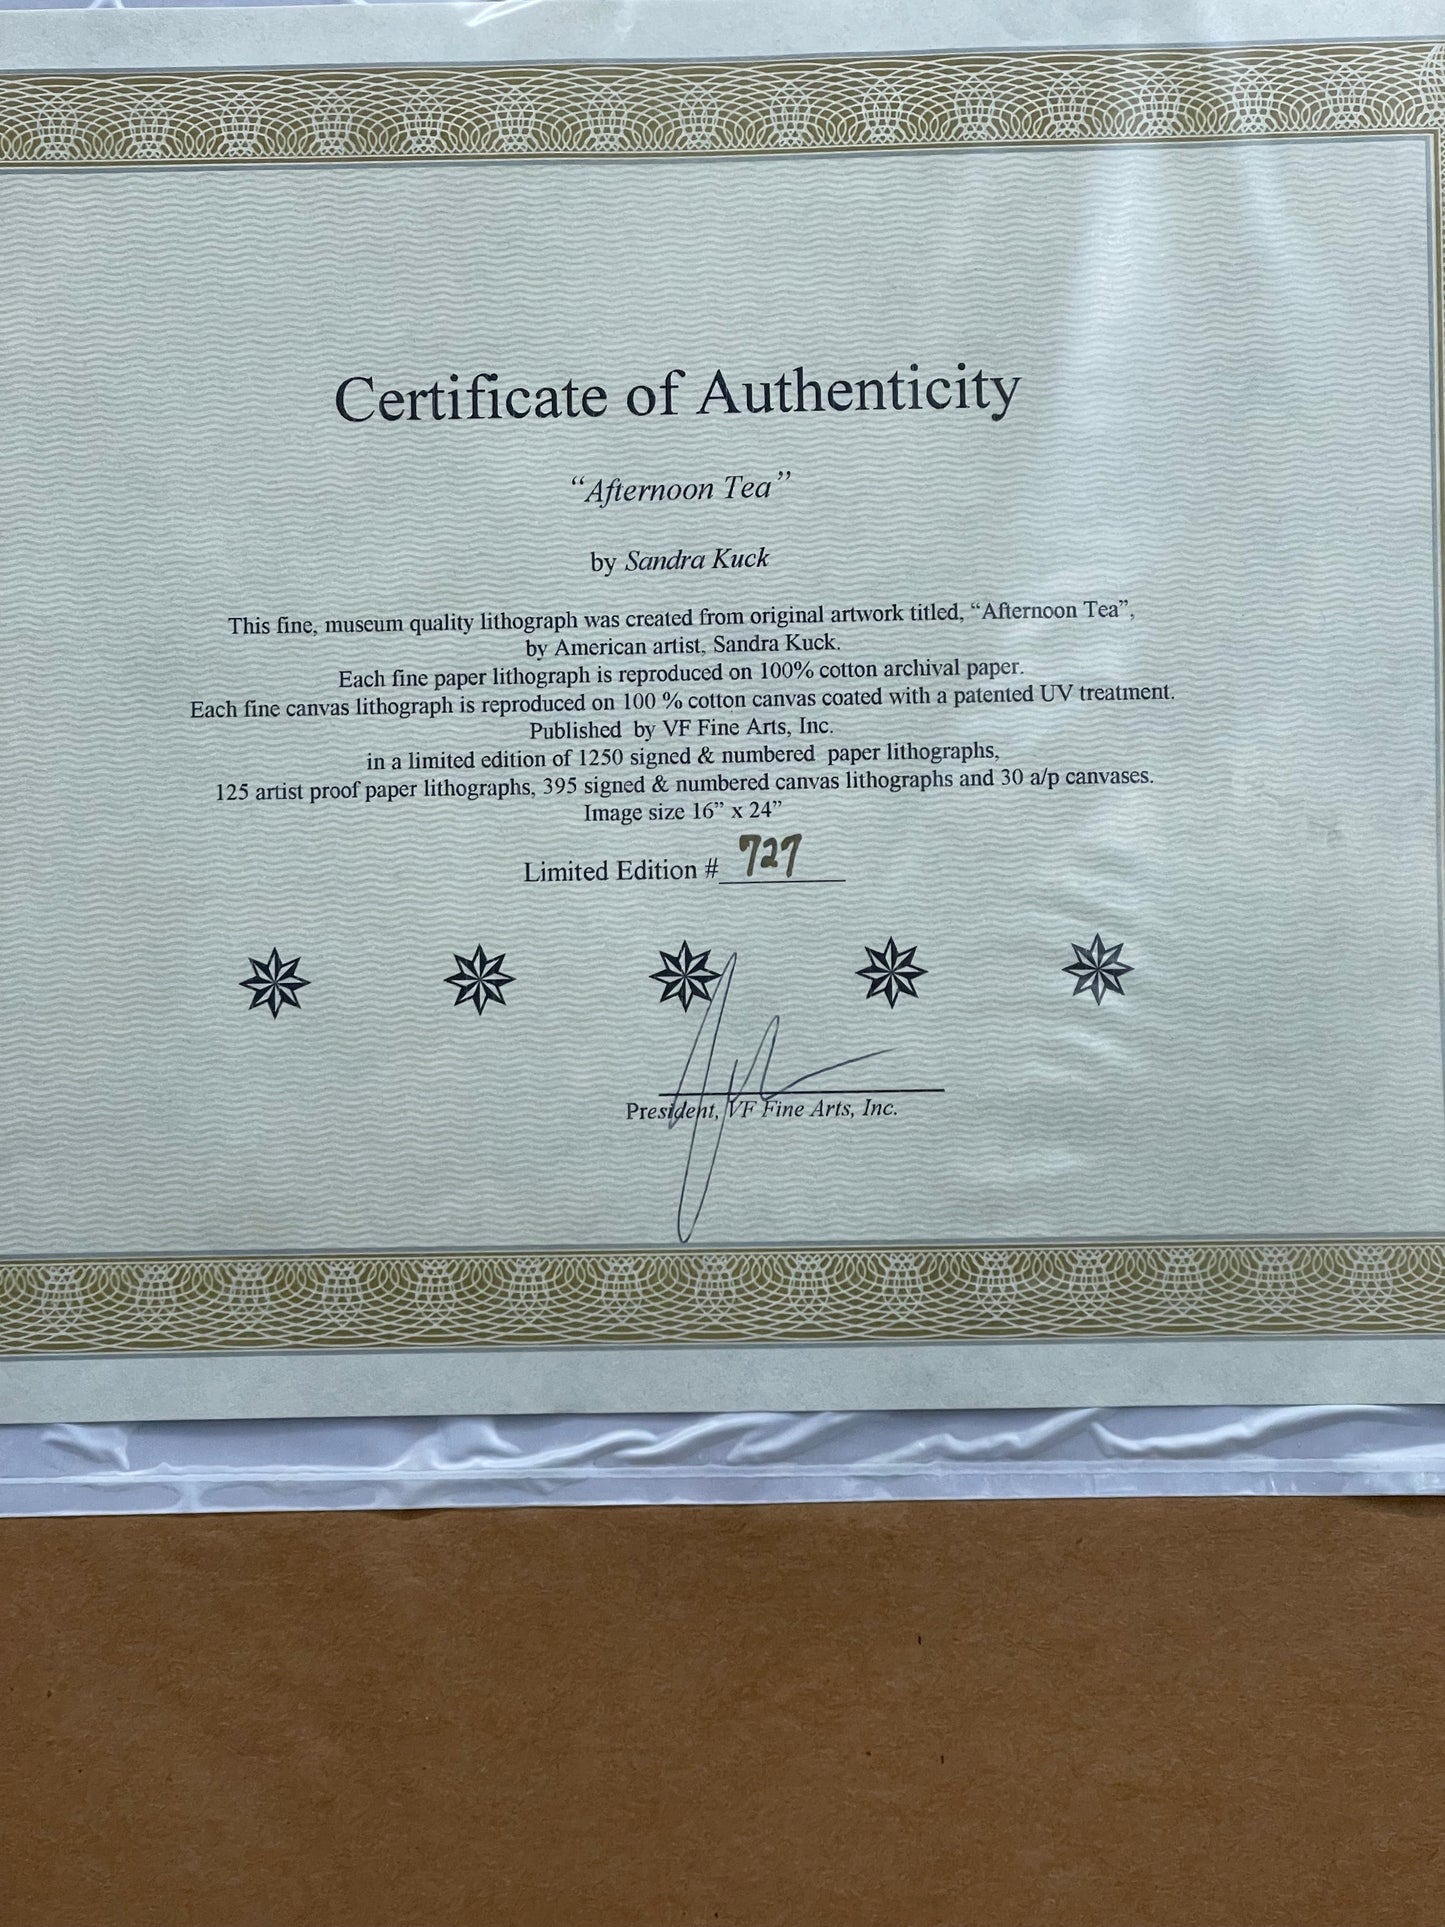 Certificate of Authenticity
“Afternoon Tea”
by Sandra Kuck
This fine, museum quality lithograph was created from original artwork titled, “Afternoon Tea”,
by American artist, Sandra Kuck.
Each fine paper lithograph is reproduced on 100% cotton archival paper.
Each fine canvas lithograph is reproduced on 100 % cotton canvas coated with a patented UV treatment.
Published by VF Fine Arts, Inc.
in a limited edition of 1250 signed & numbered paper lithographs,
125 artist proof paper lithographs, 395 signed & numbered canvas lithographs and 30 a/p canvases.
Image size 16” x 24”
Limited Edition # 727
President, VF Fine Arts, Inc.